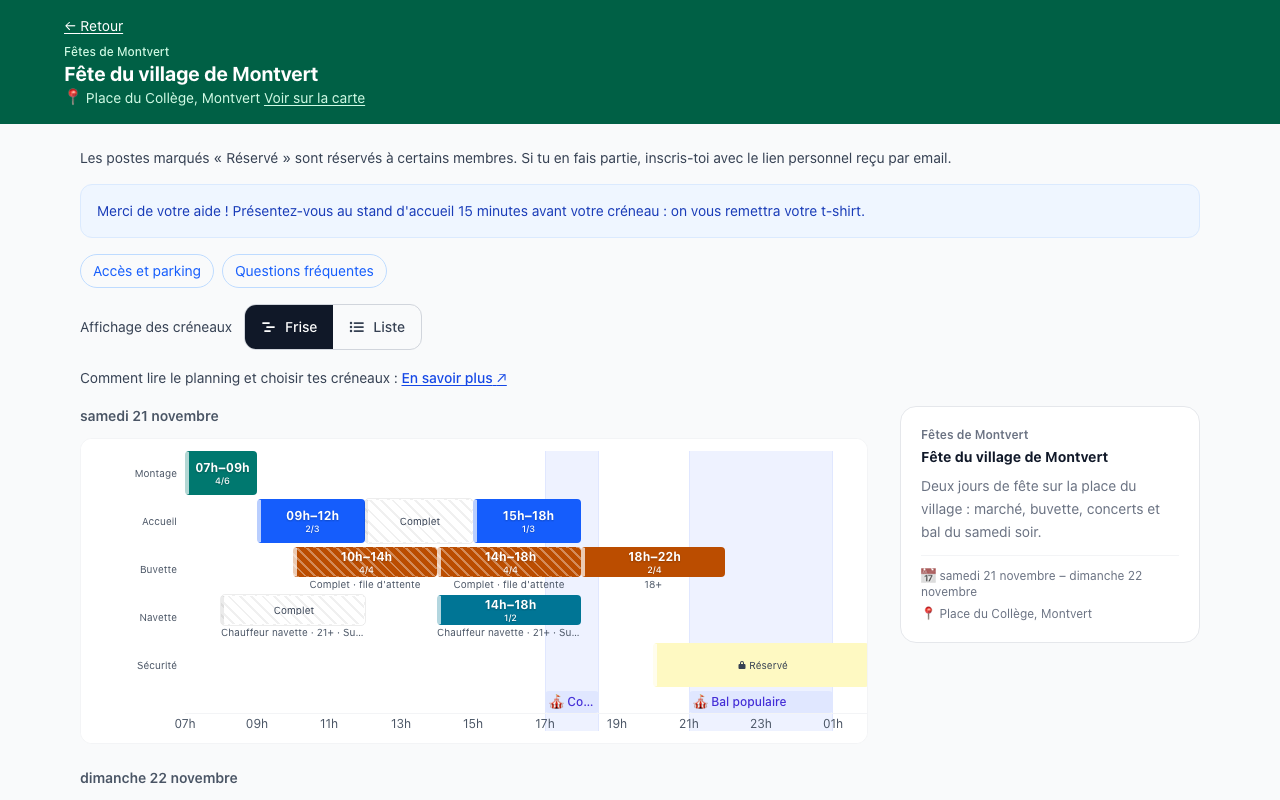 ← Retour
Fêtes de Montvert
Fête du village de Montvert
📍 Place du Collège, Montvert Voir sur la carte
Les postes marqués « Réservé » sont réservés à certains membres. Si tu en fais partie, inscris-toi avec le lien personnel reçu par email.
Merci de votre aide ! Présentez-vous au stand d'accueil 15 minutes avant votre créneau : on vous remettra votre t-shirt.
Accès et parking
Questions fréquentes
Affichage des créneaux
Frise
Liste
Comment lire le planning et choisir tes créneaux : En savoir plus ↗
samedi 21 novembre
Montage
07h–09h
4/6
Accueil
09h–12h
2/3
Complet
15h–18h
1/3
Buvette
10h–14h
4/4
Complet · file d'attente
14h–18h
4/4
Complet · file d'attente
18h–22h
2/4
18+
Navette
Complet
Chauffeur navette · 21+ · Su…
14h–18h
1/2
Chauffeur navette · 21+ · Su…
Sécurité
Réservé
🎪 Co…
🎪 Bal populaire
07h 09h 11h 13h 15h 17h 19h 21h 23h 01h
Fêtes de Montvert
Fête du village de Montvert
Deux jours de fête sur la place du
village : marché, buvette, concerts et
bal du samedi soir.
📅 samedi 21 novembre – dimanche 22
novembre
📍 Place du Collège, Montvert
dimanche 22 novembre